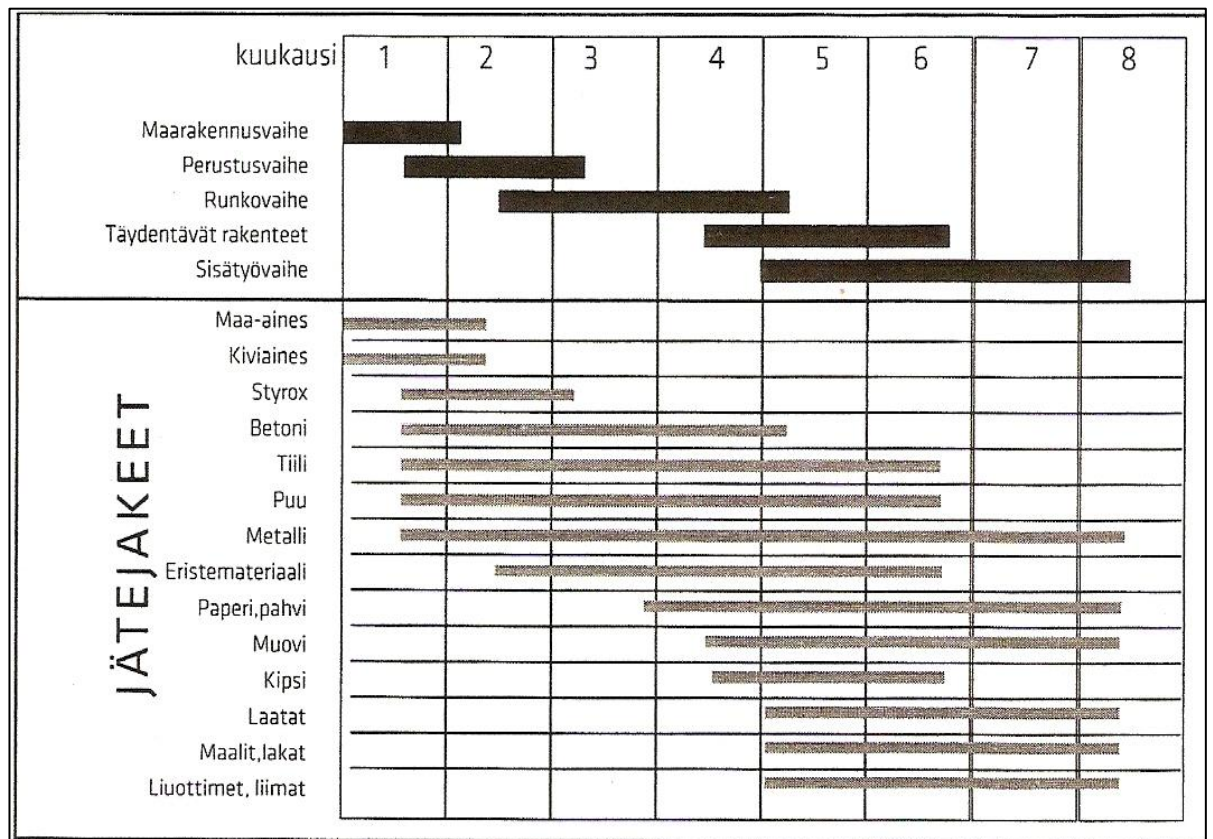 kuukausi 1 2 3 4 5 6 7 8
Maarakennusvaihe
Perustusvaihe
Runkovaihe
Täydentävät rakenteet
Sisätyövaihe
JÄTEJAKEET
Maa-aines
Kiviaines
Styrox
Betoni
Tiili
Puu
Metalli
Eristemateriaali
Paperi,pahvi
Muovi
Kipsi
Laatat
Maalit,lakat
Liuottimet, liimat